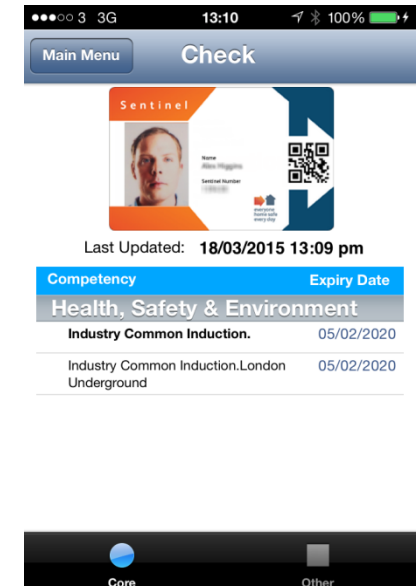 3 3G 13:10 100%
Main Menu Check
Sentinel
Name
Alex Higgins
Sentinel Number
everyone
home safe
every day
Last Updated: 18/03/2015 13:09 pm
Competency Expiry Date
Health, Safety & Environment
Industry Common Induction. 05/02/2020
Industry Common Induction.London 05/02/2020
Underground
Core Other